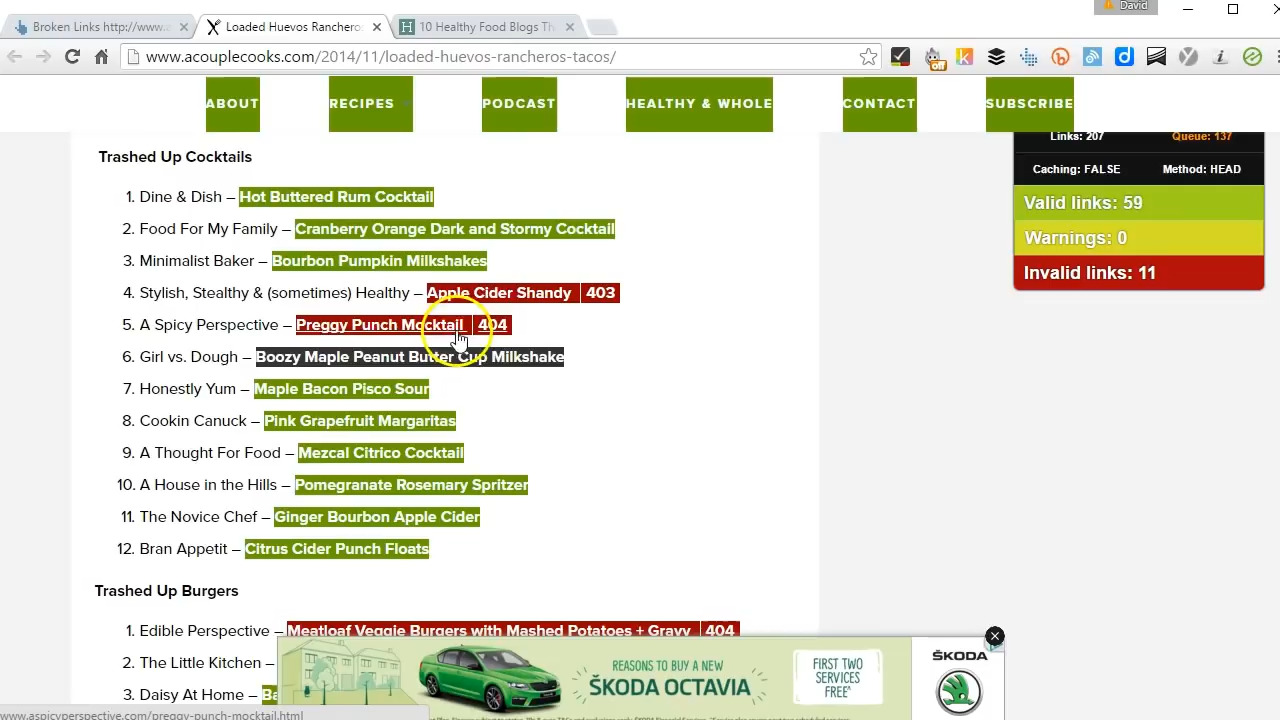 David
Broken Links http://www.a
Loaded Huevos Rancheros
10 Healthy Food Blogs Th
www.acouplecooks.com/2014/11/loaded-huevos-rancheros-tacos/
off
ABOUT RECIPES PODCAST HEALTHY & WHOLE CONTACT SUBSCRIBE
Links: 207 Queue: 137
Caching: FALSE Method: HEAD
Valid links: 59
Warnings: 0
Invalid links: 11
Trashed Up Cocktails
1. Dine & Dish – Hot Buttered Rum Cocktail
2. Food For My Family – Cranberry Orange Dark and Stormy Cocktail
3. Minimalist Baker – Bourbon Pumpkin Milkshakes
4. Stylish, Stealthy & (sometimes) Healthy – Apple Cider Shandy 403
5. A Spicy Perspective – Preggy Punch Mocktail 404
6. Girl vs. Dough – Boozy Maple Peanut Butter Cup Milkshake
7. Honestly Yum – Maple Bacon Pisco Sour
8. Cookin Canuck – Pink Grapefruit Margaritas
9. A Thought For Food – Mezcal Citrico Cocktail
10. A House in the Hills – Pomegranate Rosemary Spritzer
11. The Novice Chef – Ginger Bourbon Apple Cider
12. Bran Appetit – Citrus Cider Punch Floats
Trashed Up Burgers
1. Edible Perspective – Meatloaf Veggie Burgers with Mashed Potatoes + Gravy 404
2. The Little Kitchen –
3. Daisy At Home – Ba
REASONS TO BUY A NEW
ŠKODA OCTAVIA
FIRST TWO
SERVICES
FREE*
ŠKODA
www.aspicyperspective.com/preggy-punch-mocktail.html